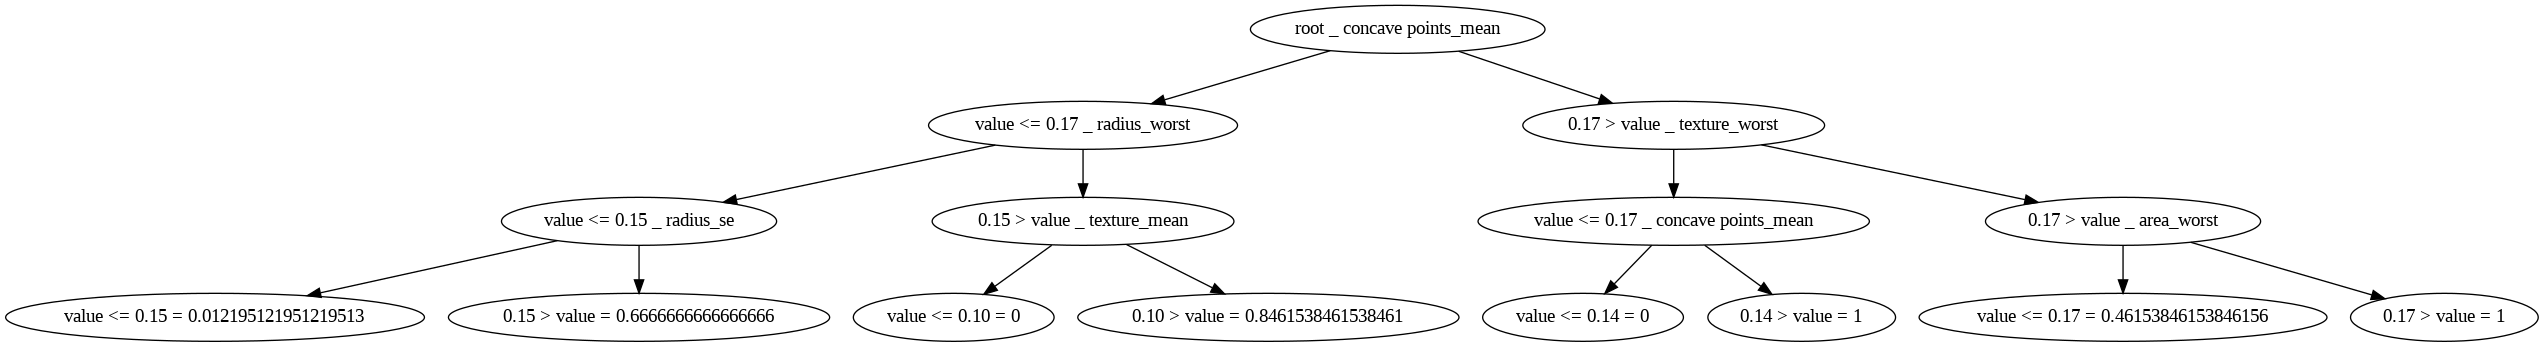 root _ concave points_mean
value <= 0.17 _ radius_worst
0.17 > value _ texture_worst
value <= 0.15 _ radius_se
0.15 > value _ texture_mean
value <= 0.17 _ concave points_mean
0.17 > value _ area_worst
value <= 0.15 = 0.012195121951219513
0.15 > value = 0.6666666666666666
value <= 0.10 = 0
0.10 > value = 0.8461538461538461
value <= 0.14 = 0
0.14 > value = 1
value <= 0.17 = 0.46153846153846156
0.17 > value = 1